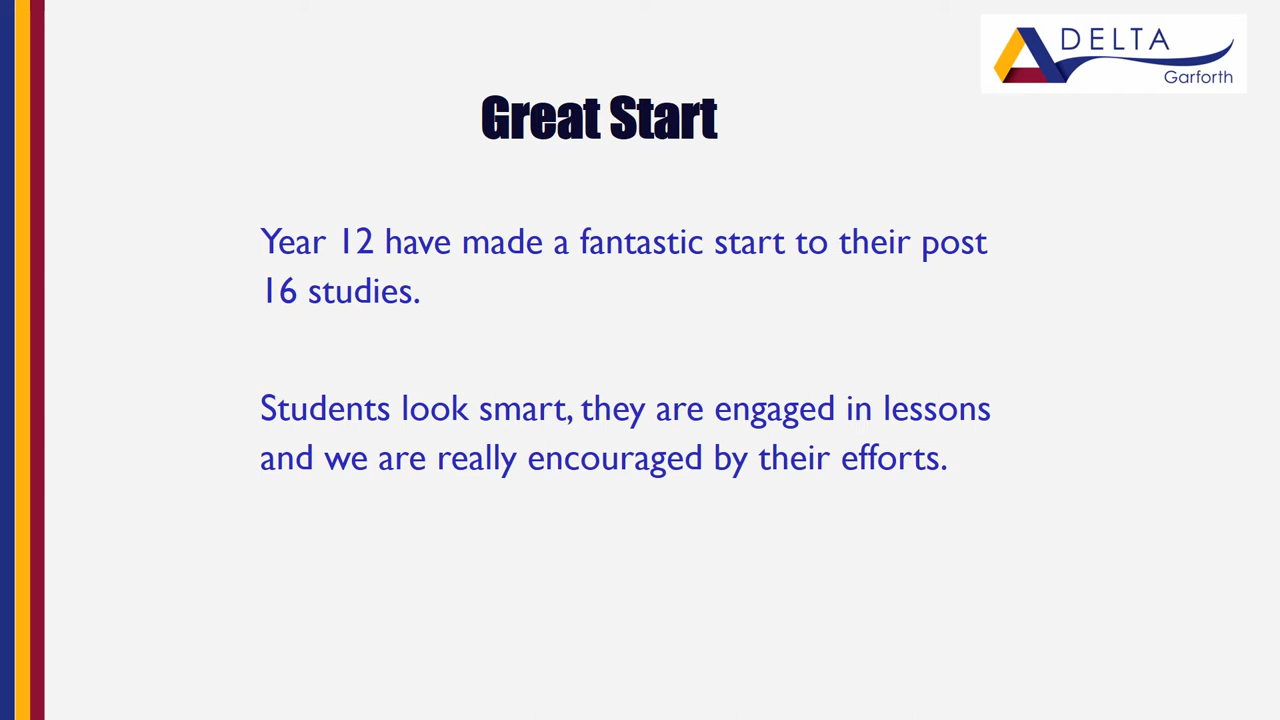 DELTA
Garforth
Great Start
Year 12 have made a fantastic start to their post
16 studies.
Students look smart, they are engaged in lessons
and we are really encouraged by their efforts.